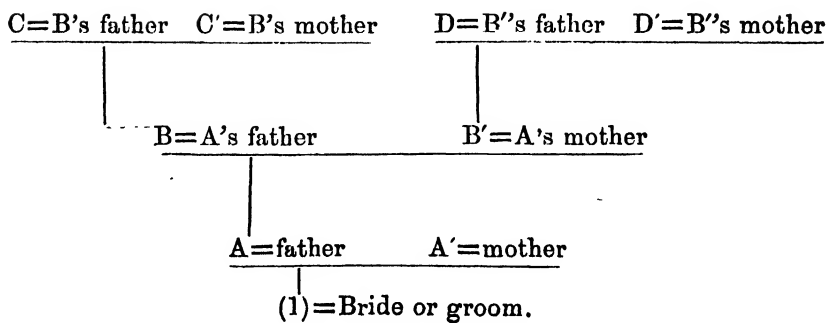 C=B's father C′=B's mother D=B′'s father D′=B′'s mother
B=A's father B′=A's mother
A=father A′=mother
(1)=Bride or groom.